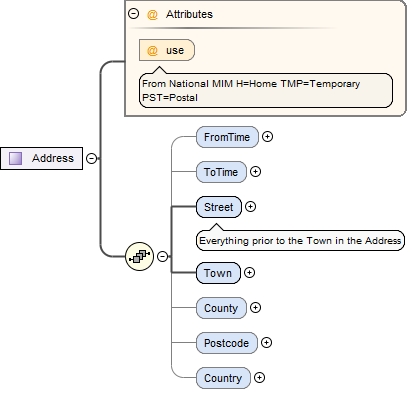 @ Attributes
@ use
From National MIM H=Home TMP=Temporary
PST=Postal
Address
FromTime
ToTime
Street
Everything prior to the Town in the Address
Town
County
Postcode
Country